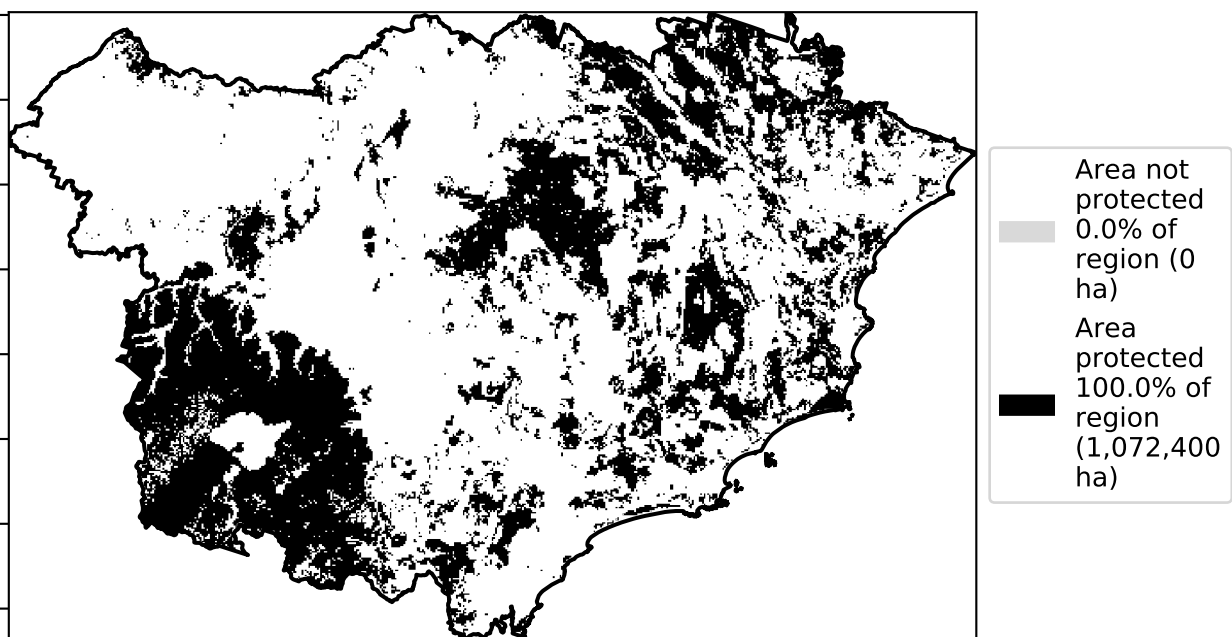 Area not
protected
0.0% of
region (0
ha)
Area
protected
100.0% of
region
(1,072,400
ha)